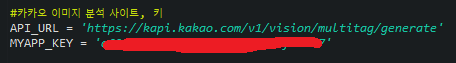 #카카오 이미지 분석 사이트, 키
API_URL = 'https://kapi.kakao.com/v1/vision/multitag/generate'
MYAPP_KEY = '